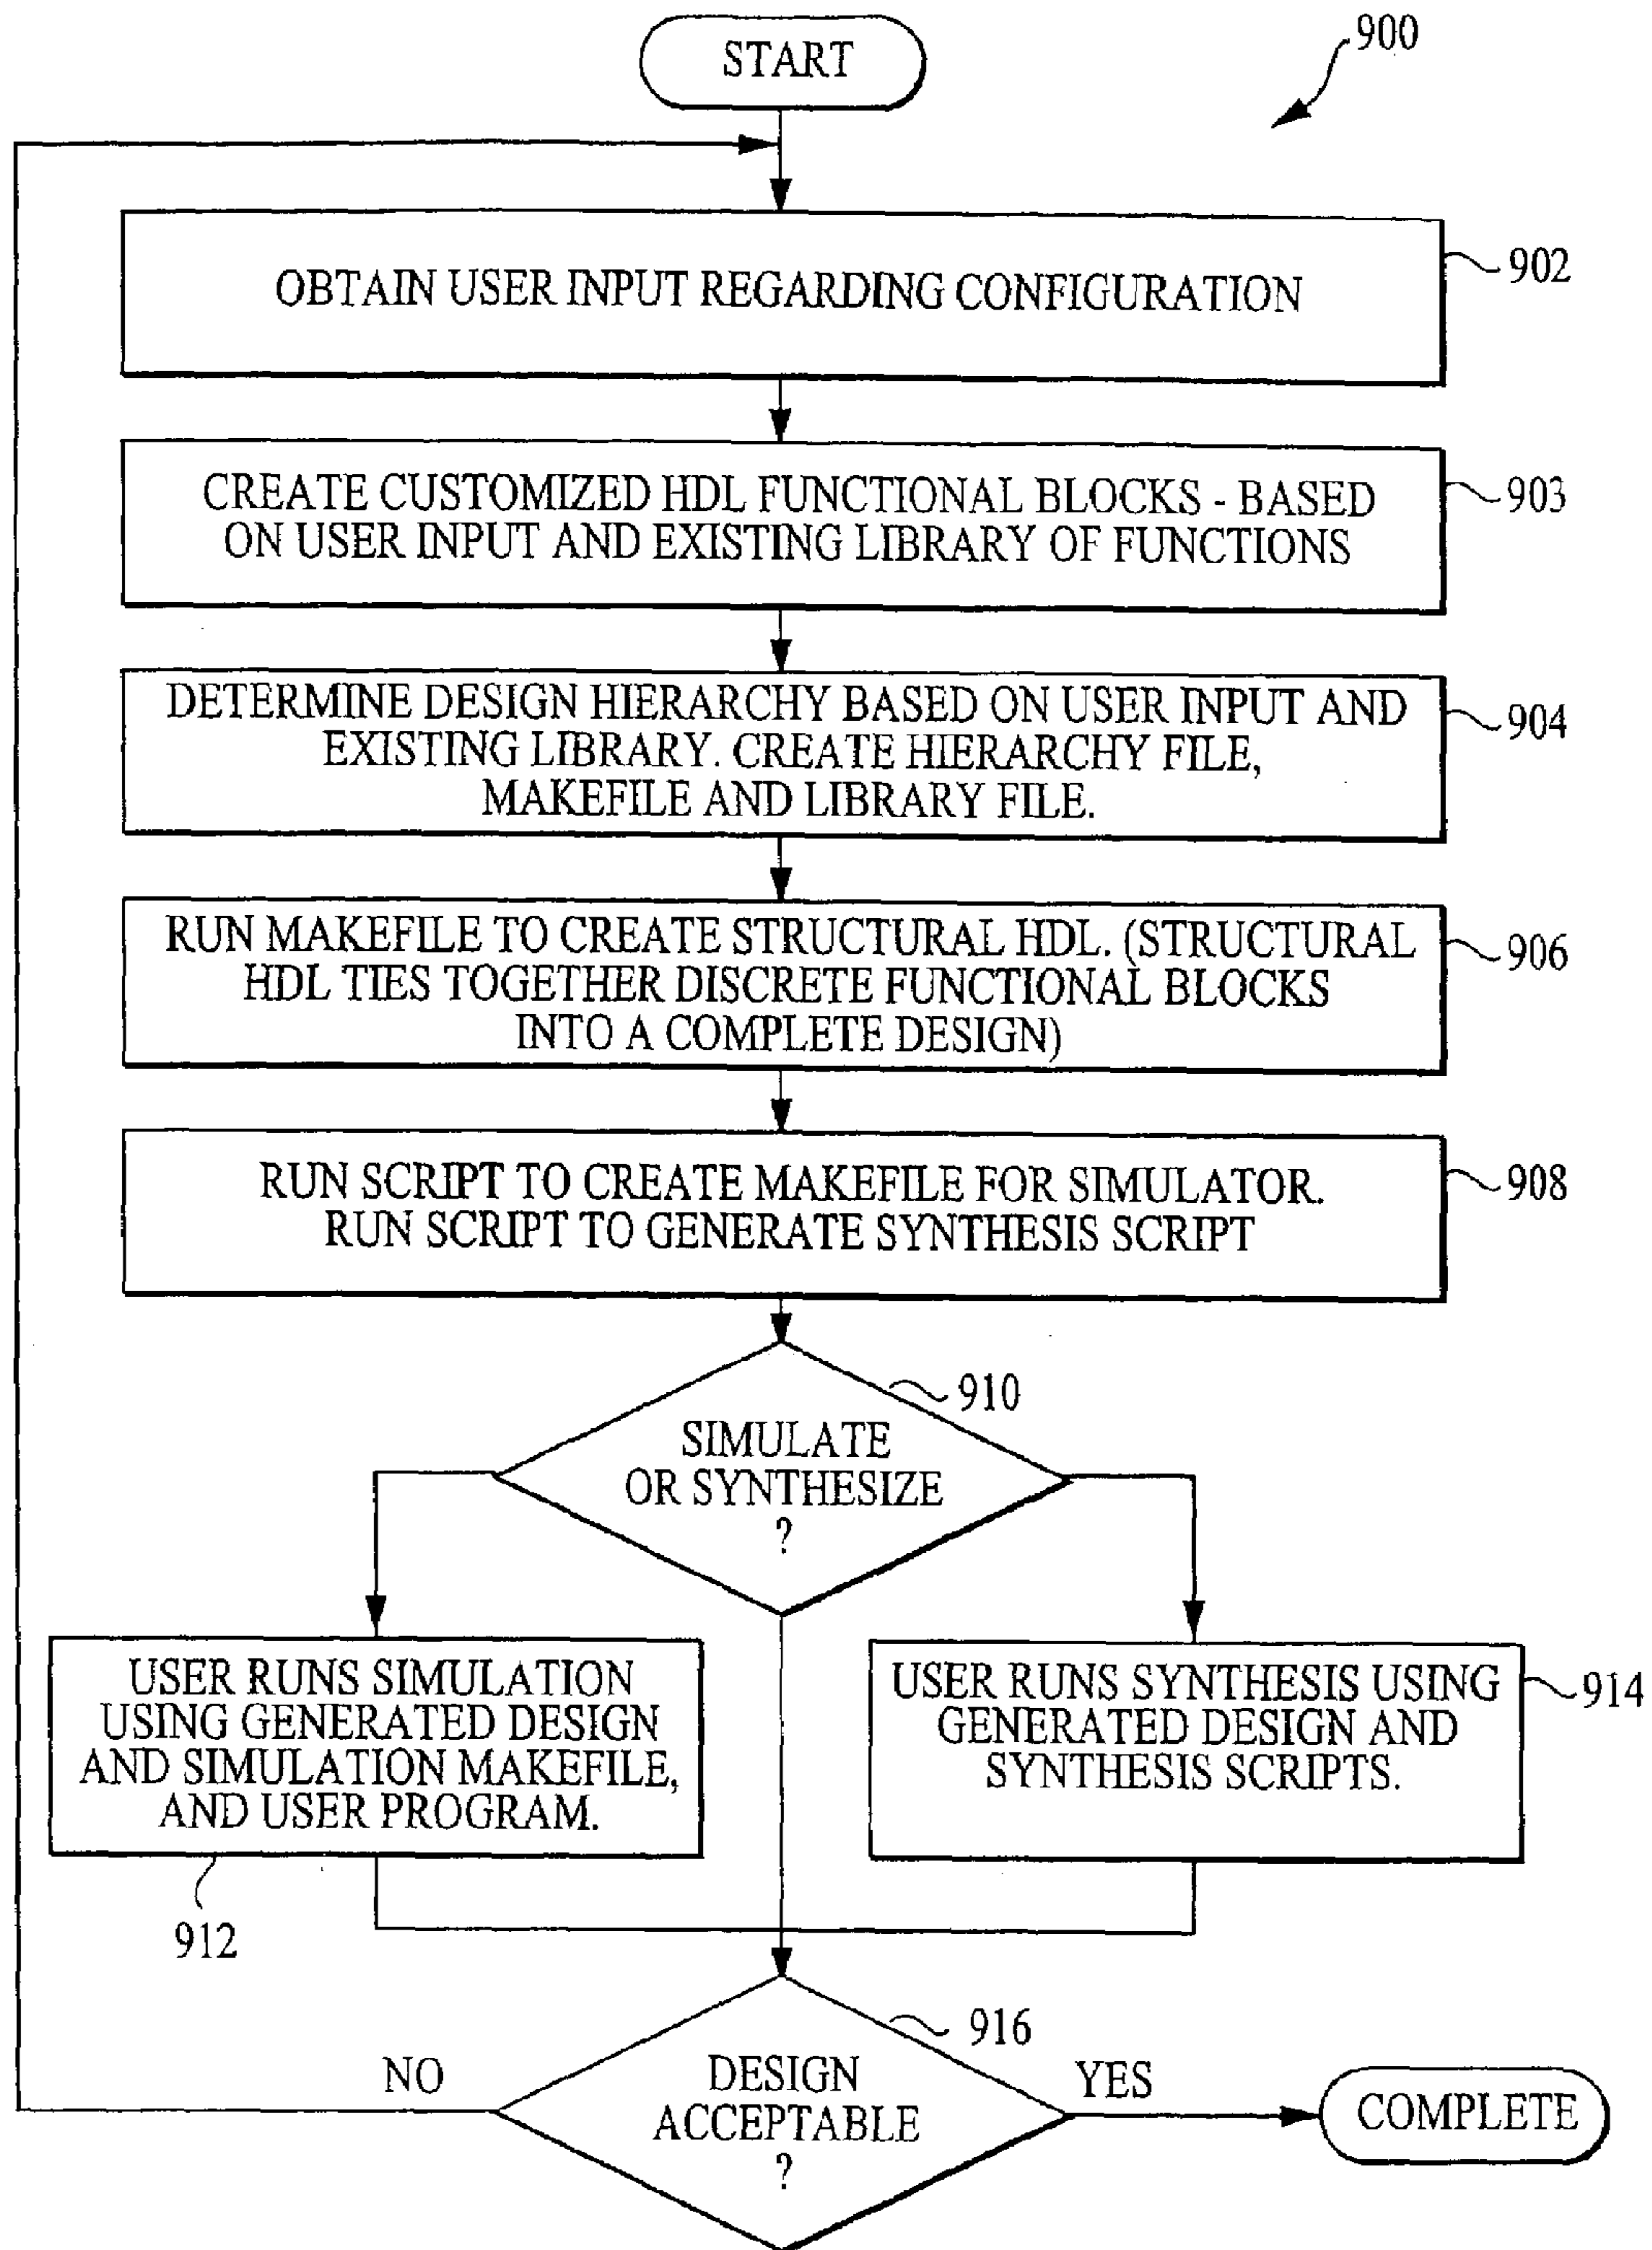 START
900
OBTAIN USER INPUT REGARDING CONFIGURATION
902
CREATE CUSTOMIZED HDL FUNCTIONAL BLOCKS - BASED
ON USER INPUT AND EXISTING LIBRARY OF FUNCTIONS
903
DETERMINE DESIGN HIERARCHY BASED ON USER INPUT AND
EXISTING LIBRARY. CREATE HIERARCHY FILE,
MAKEFILE AND LIBRARY FILE.
904
RUN MAKEFILE TO CREATE STRUCTURAL HDL. (STRUCTURAL
HDL TIES TOGETHER DISCRETE FUNCTIONAL BLOCKS
INTO A COMPLETE DESIGN)
906
RUN SCRIPT TO CREATE MAKEFILE FOR SIMULATOR.
RUN SCRIPT TO GENERATE SYNTHESIS SCRIPT
908
910
SIMULATE
OR SYNTHESIZE
?
USER RUNS SIMULATION
USING GENERATED DESIGN
AND SIMULATION MAKEFILE,
AND USER PROGRAM.
912
USER RUNS SYNTHESIS USING
GENERATED DESIGN AND
SYNTHESIS SCRIPTS.
914
916
NO
DESIGN
ACCEPTABLE
?
YES
COMPLETE